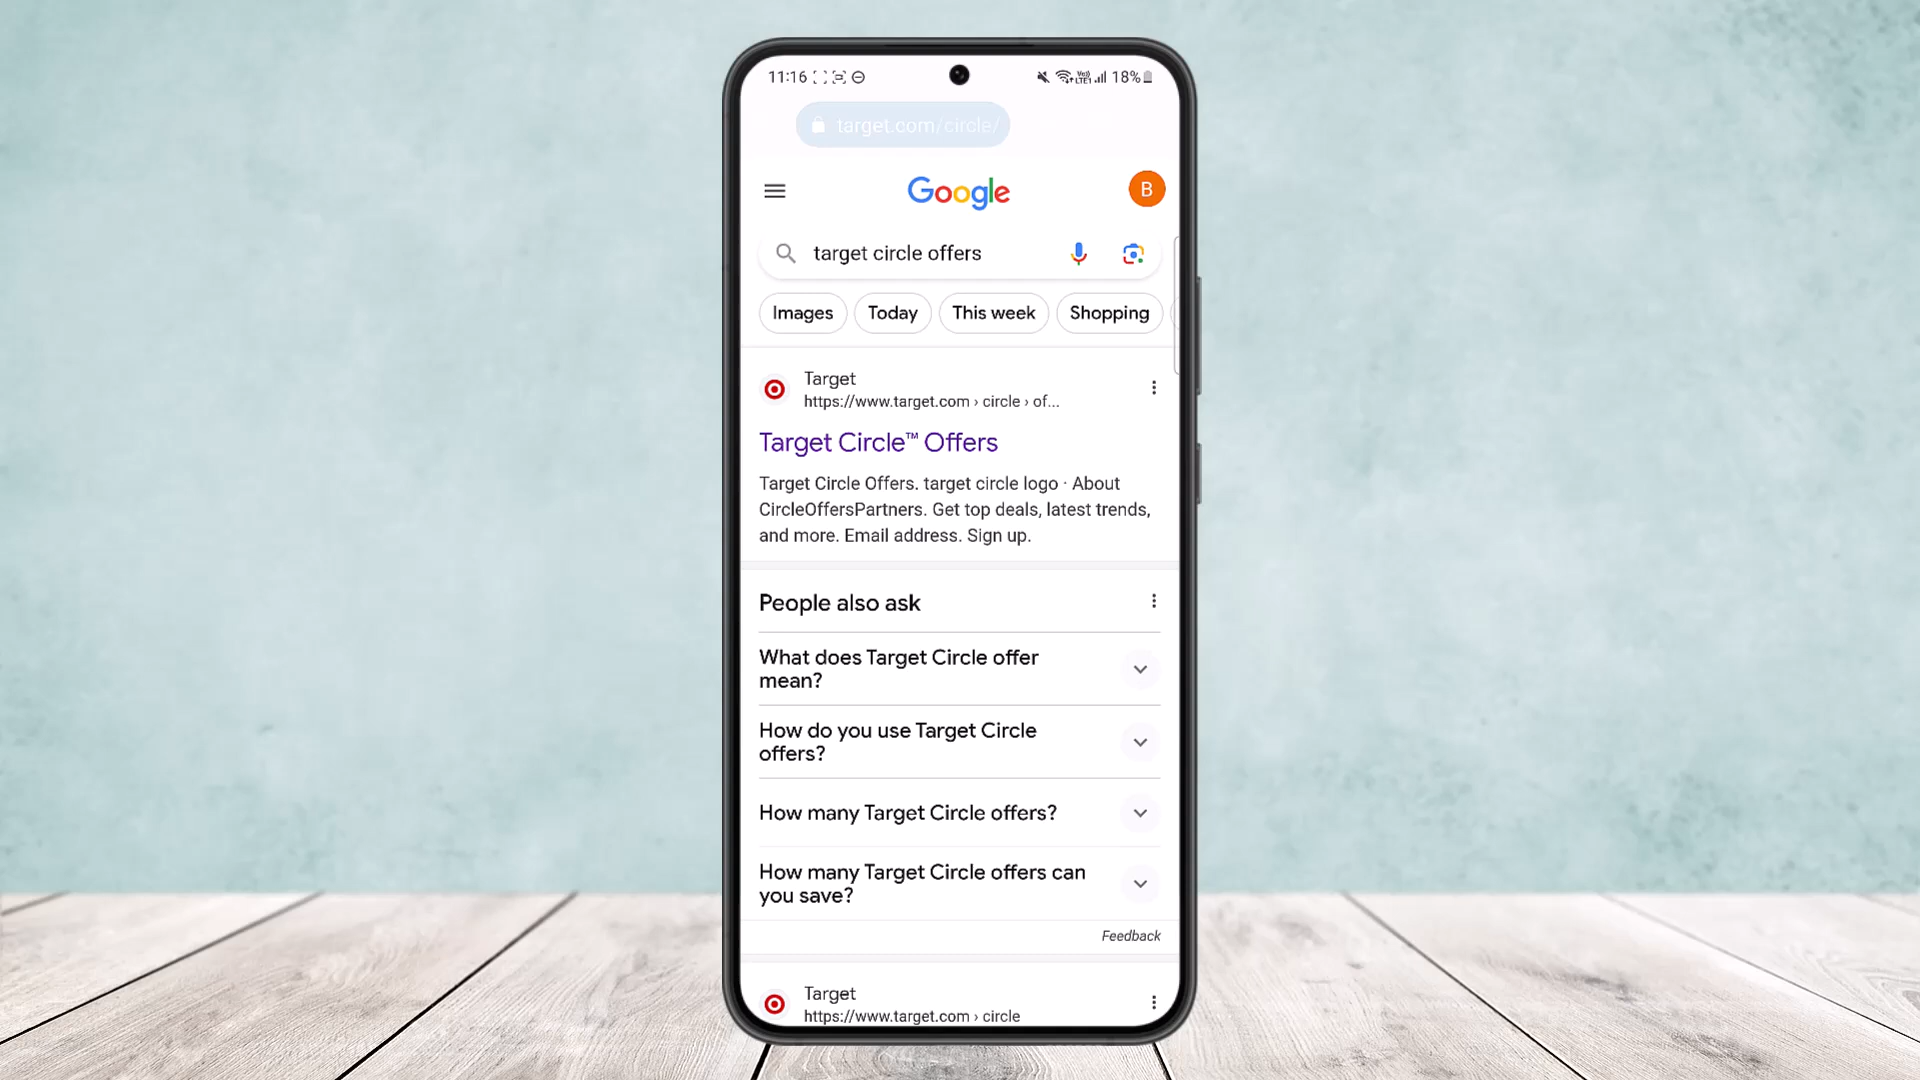 11:16
18%
target.com/circle/
Google
B
target circle offers
Images Today This week Shopping
Target
https://www.target.com › circle › of...
Target Circle™ Offers
Target Circle Offers. target circle logo · About
CircleOffersPartners. Get top deals, latest trends,
and more. Email address. Sign up.
People also ask
What does Target Circle offer
mean?
How do you use Target Circle
offers?
How many Target Circle offers?
How many Target Circle offers can
you save?
Feedback
Target
https://www.target.com › circle